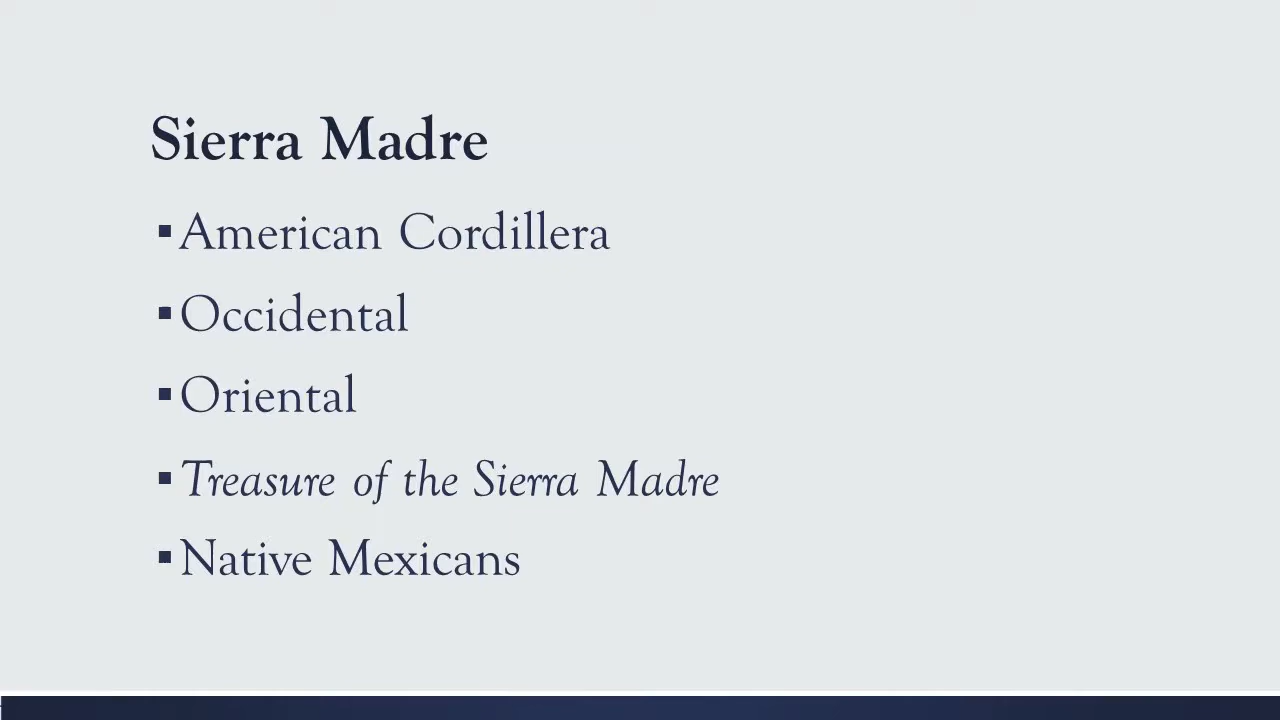 Sierra Madre
▪American Cordillera
▪Occidental
▪Oriental
▪Treasure of the Sierra Madre
▪Native Mexicans